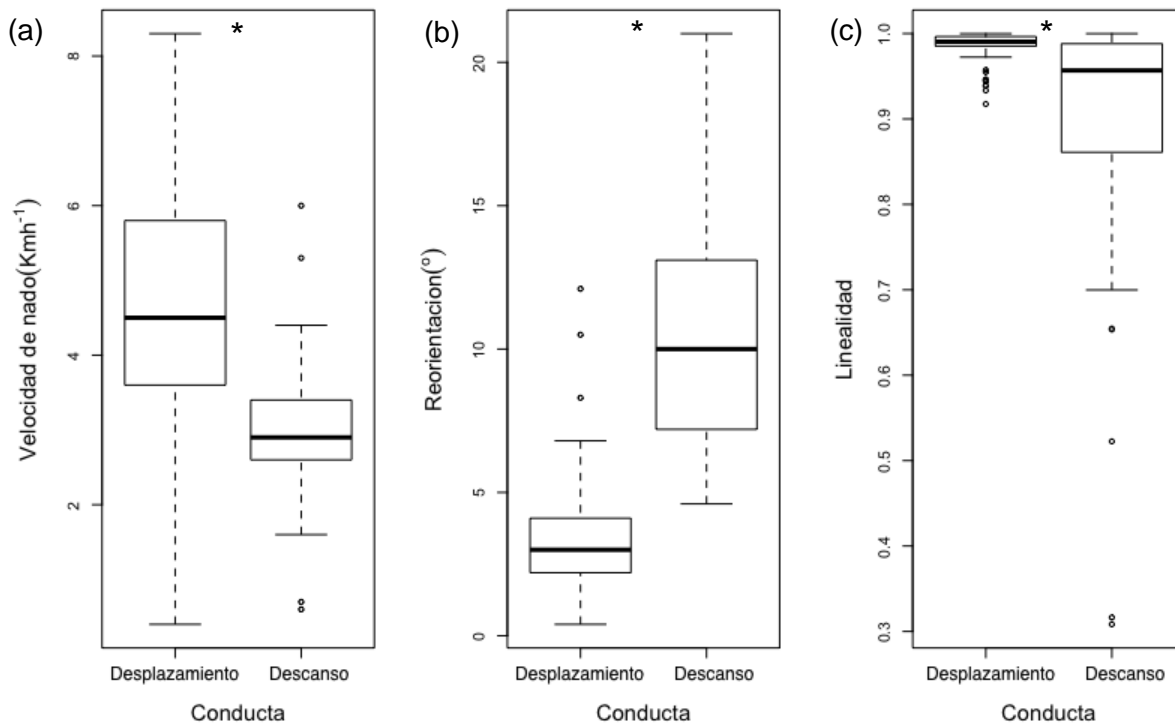 (a)
*
Velocidad de nado(Kmh⁻¹)
8
6
4
2
Desplazamiento
Descanso
Conducta
(b)
*
Reorientacion(º)
20
15
10
5
0
Desplazamiento
Descanso
Conducta
(c)
*
Linealidad
1.0
0.9
0.8
0.7
0.6
0.5
0.4
0.3
Desplazamiento
Descanso
Conducta